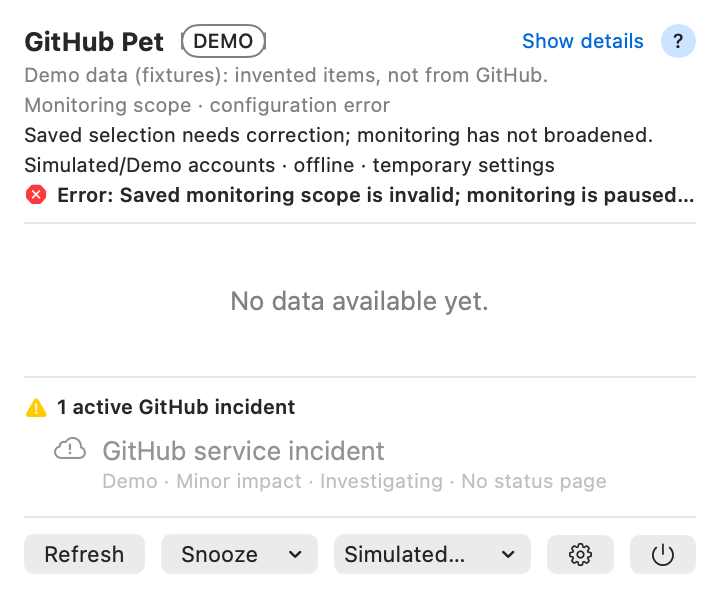 GitHub Pet DEMO Show details ?
Demo data (fixtures): invented items, not from GitHub.
Monitoring scope · configuration error
Saved selection needs correction; monitoring has not broadened.
Simulated/Demo accounts · offline · temporary settings
Error: Saved monitoring scope is invalid; monitoring is paused...
No data available yet.
1 active GitHub incident
GitHub service incident
Demo · Minor impact · Investigating · No status page
Refresh Snooze Simulated...